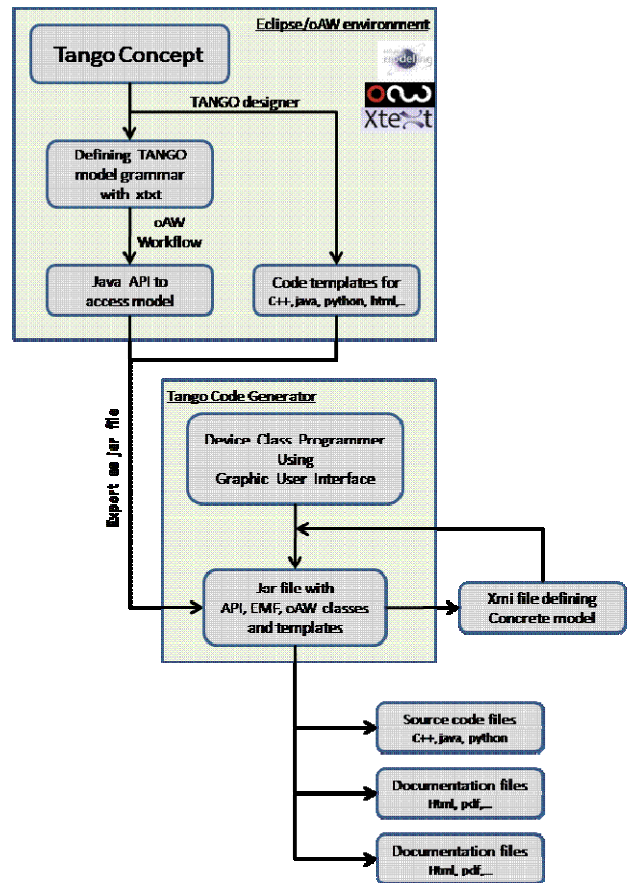 Eclipse/oAW environment
Tango Concept
modeling
TANGO designer
Xtext
Defining TANGO
model grammar
with xtxt
oAW
Workflow
Java API to
access model
Code templates for
C++, java, python, html,...
Export as jar file
Tango Code Generator
Device Class Programmer
Using
Graphic User Interface
Jar file with
API, EMF, oAW classes
and templates
Xmi file defining
Concrete model
Source code files
C++, java, python
Documentation files
Html, pdf,...
Documentation files
Html, pdf,...